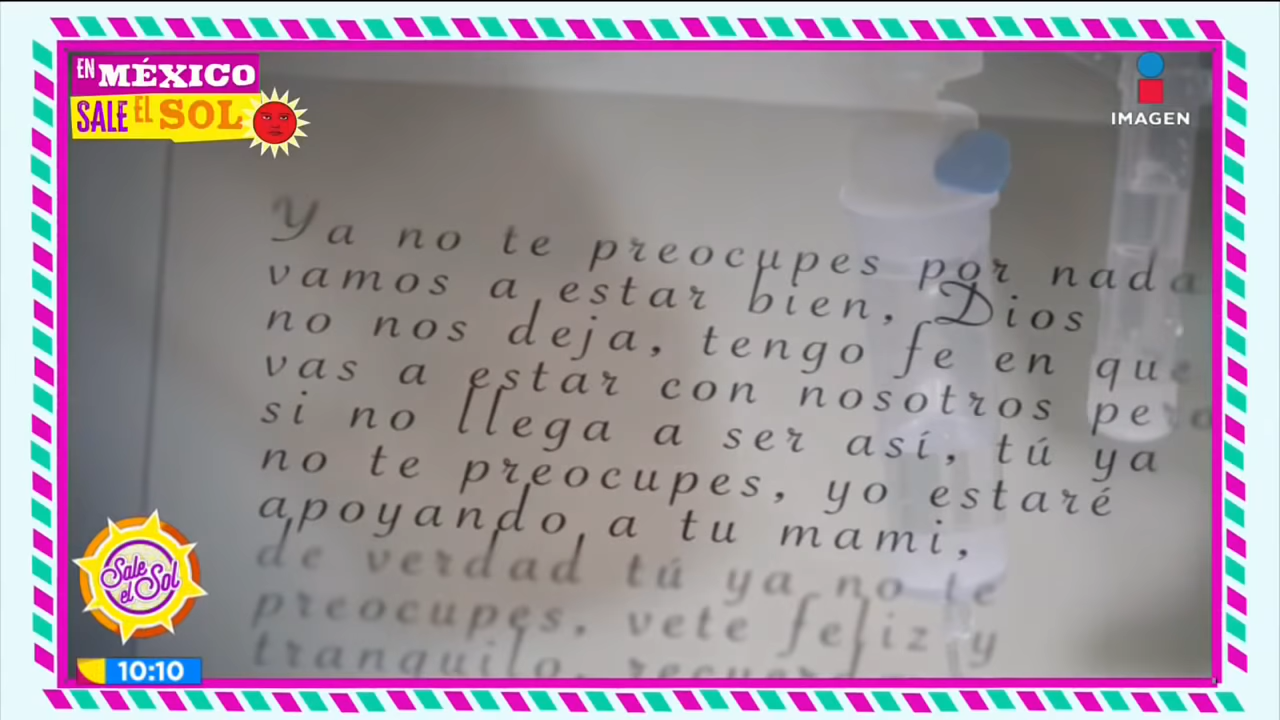 EN MÉXICO
SALE EL SOL
IMAGEN
Ya no te preocupes por nada
vamos a estar bien, Dios
no nos deja, tengo fe en que
vas a estar con nosotros pero
si no llega a ser así, tú ya
no te preocupes, yo estaré
apoyando a tu mami,
de verdad tú ya no te
preocupes, vete feliz y
tranquilo,
Sale
el Sol
10:10